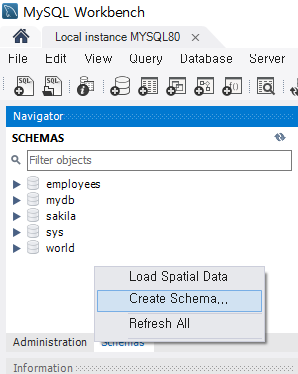 MySQL Workbench
Local instance MYSQL80 ×
File Edit View Query Database Server
SQL SQL
Navigator
SCHEMAS
Filter objects
employees
mydb
sakila
sys
world
Load Spatial Data
Create Schema...
Refresh All
Administration Schemas
Information